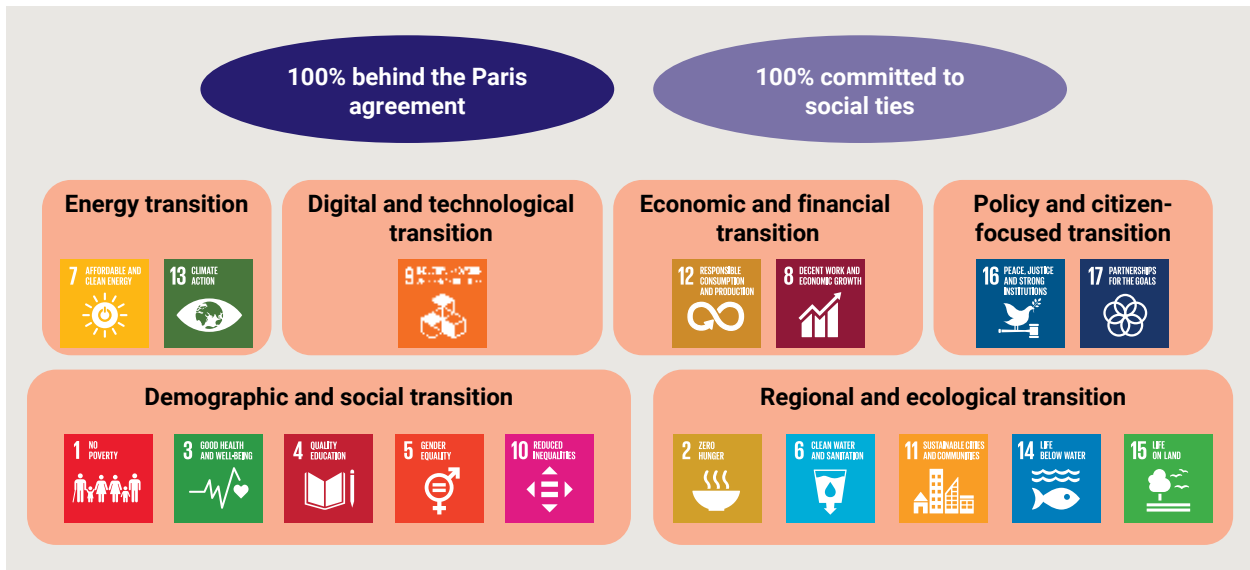 100% behind the Paris
agreement
100% committed to
social ties
Energy transition
7 AFFORDABLE AND
CLEAN ENERGY
13 CLIMATE
ACTION
Digital and technological
transition
9
Economic and financial
transition
12 RESPONSIBLE
CONSUMPTION
AND PRODUCTION
8 DECENT WORK AND
ECONOMIC GROWTH
Policy and citizen-
focused transition
16 PEACE, JUSTICE
AND STRONG
INSTITUTIONS
17 PARTNERSHIPS
FOR THE GOALS
Demographic and social transition
1 NO
POVERTY
3 GOOD HEALTH
AND WELL-BEING
4 QUALITY
EDUCATION
5 GENDER
EQUALITY
10 REDUCED
INEQUALITIES
Regional and ecological transition
2 ZERO
HUNGER
6 CLEAN WATER
AND SANITATION
11 SUSTAINABLE CITIES
AND COMMUNITIES
14 LIFE
BELOW WATER
15 LIFE
ON LAND